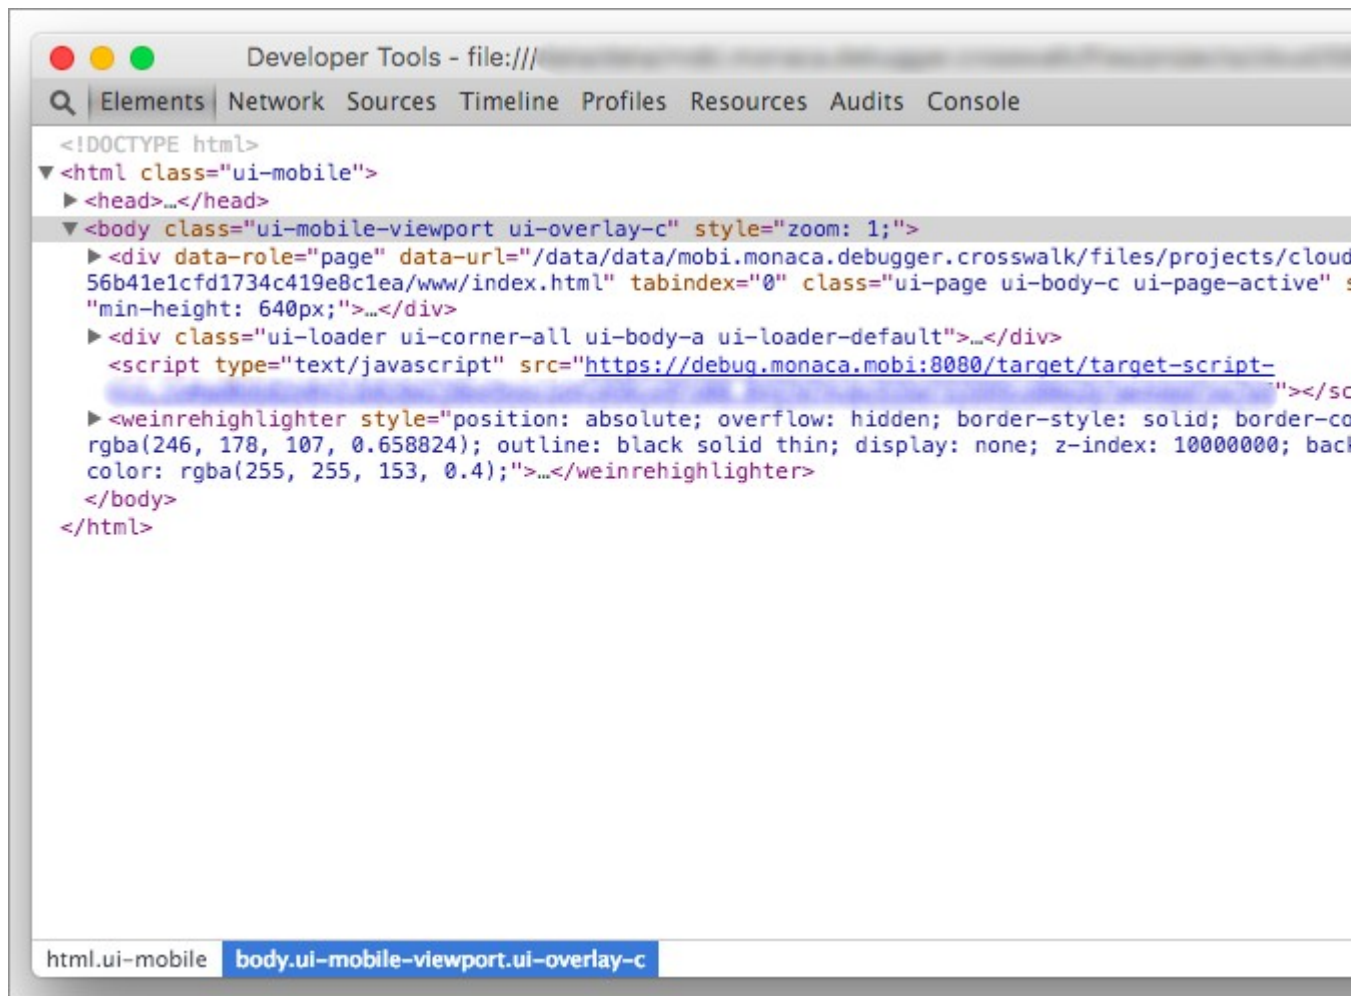 Developer Tools - file:///
Elements Network Sources Timeline Profiles Resources Audits Console
<!DOCTYPE html>
<html class="ui-mobile">
<head>…</head>
<body class="ui-mobile-viewport ui-overlay-c" style="zoom: 1;">
<div data-role="page" data-url="/data/data/mobi.monaca.debugger.crosswalk/files/projects/cloud
56b41e1cfd1734c419e8c1ea/www/index.html" tabindex="0" class="ui-page ui-body-c ui-page-active" s
"min-height: 640px;">…</div>
<div class="ui-loader ui-corner-all ui-body-a ui-loader-default">…</div>
<script type="text/javascript" src="https://debug.monaca.mobi:8080/target/target-script-
"></sc
<weinrehighlighter style="position: absolute; overflow: hidden; border-style: solid; border-co
rgba(246, 178, 107, 0.658824); outline: black solid thin; display: none; z-index: 10000000; back
color: rgba(255, 255, 153, 0.4);">…</weinrehighlighter>
</body>
</html>
html.ui-mobile body.ui-mobile-viewport.ui-overlay-c